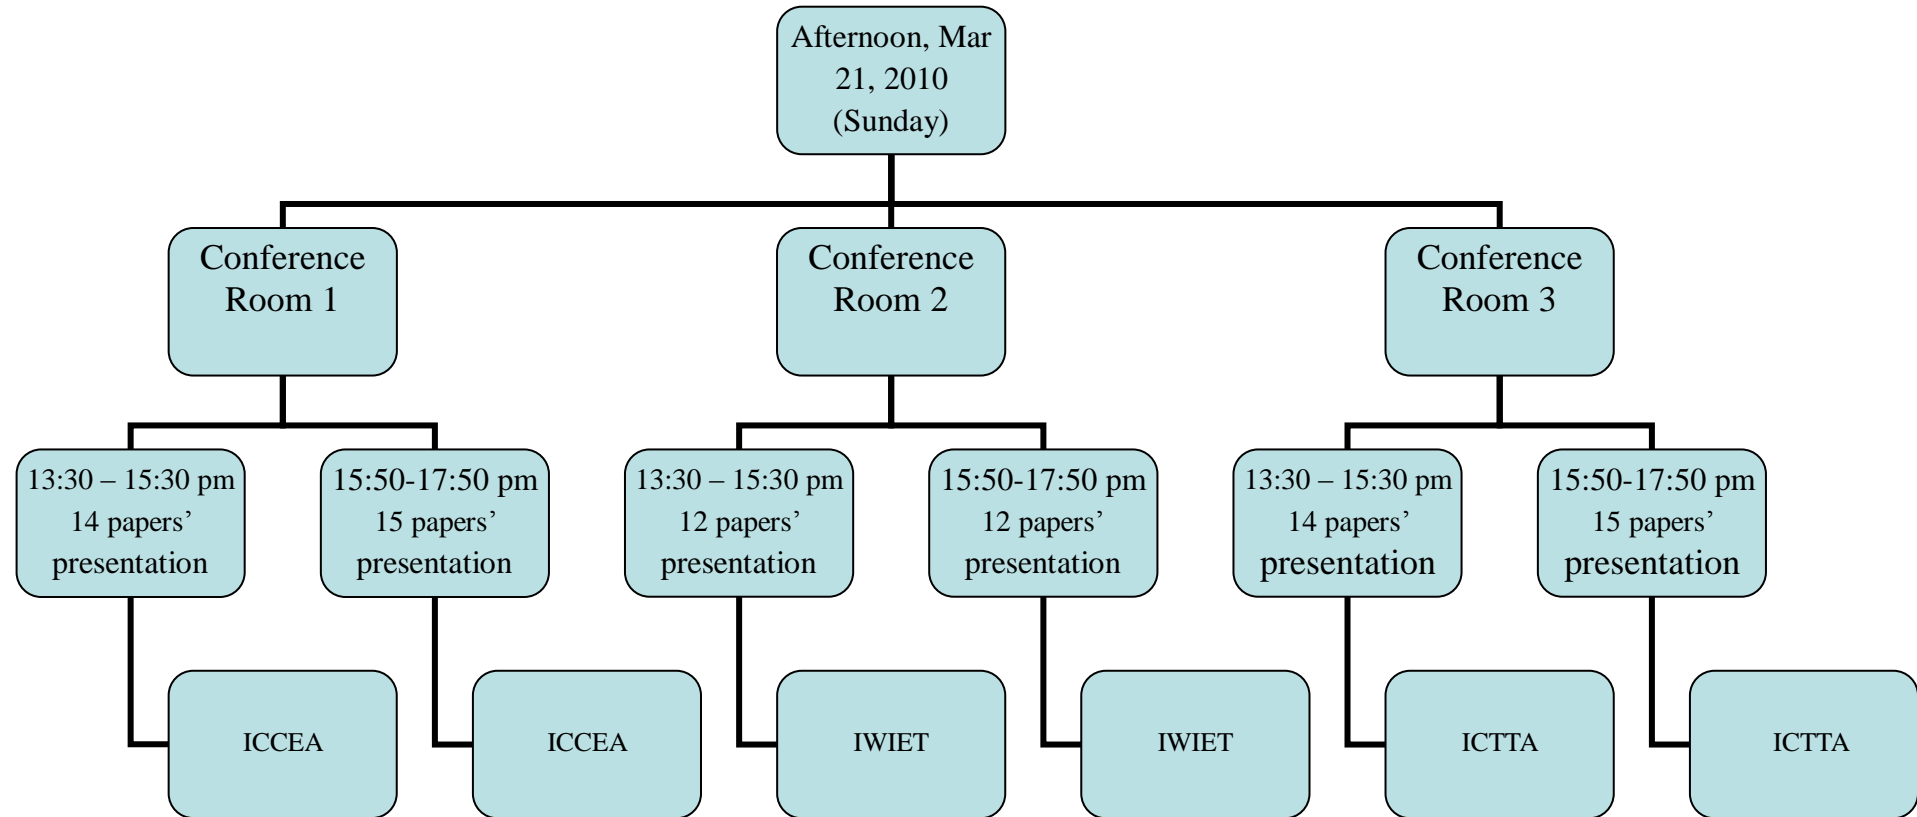 Afternoon, Mar
21, 2010
(Sunday)
Conference
Room 1
Conference
Room 2
Conference
Room 3
13:30 – 15:30 pm
14 papers’
presentation
15:50-17:50 pm
15 papers’
presentation
13:30 – 15:30 pm
12 papers’
presentation
15:50-17:50 pm
12 papers’
presentation
13:30 – 15:30 pm
14 papers’
presentation
15:50-17:50 pm
15 papers’
presentation
ICCEA
ICCEA
IWIET
IWIET
ICTTA
ICTTA